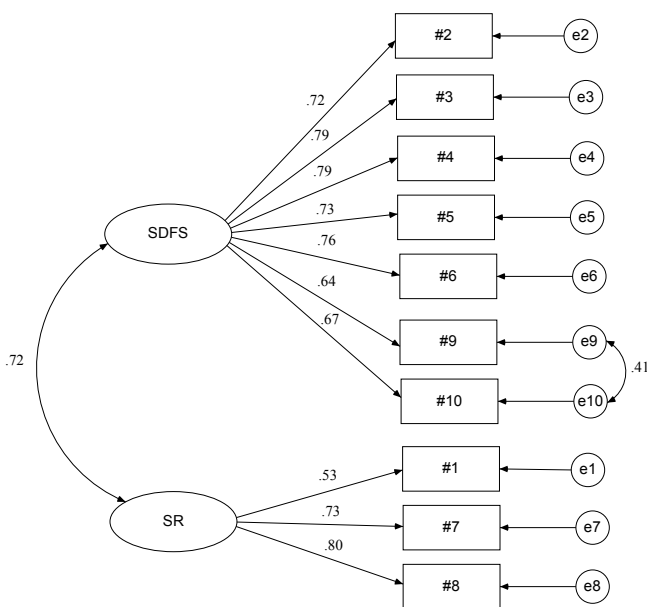 #2
e2
.72
#3
e3
.79
#4
e4
.79
#5
e5
.73
SDFS
#6
e6
.76
#9
e9
.64
#10
e10
.67
.41
.72
#1
e1
.53
SR
#7
e7
.73
#8
e8
.80